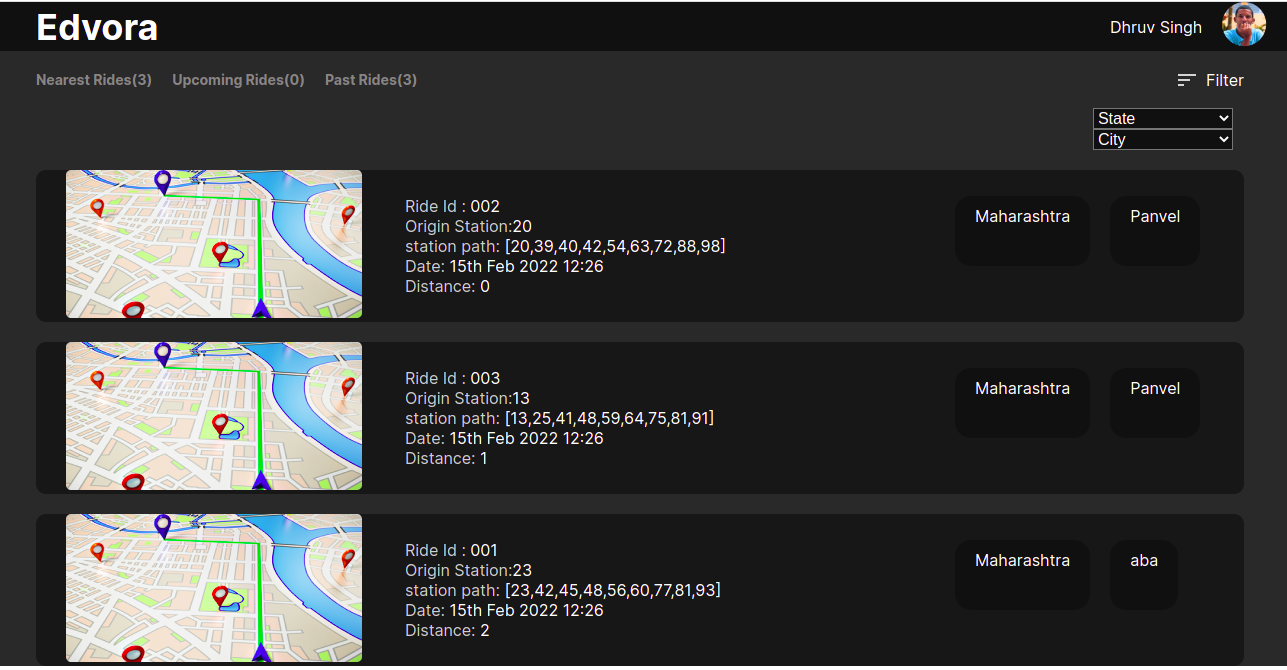 Edvora
Dhruv Singh
Nearest Rides(3) Upcoming Rides(0) Past Rides(3)
Filter
State
City
Ride Id : 002
Origin Station:20
station path: [20,39,40,42,54,63,72,88,98]
Date: 15th Feb 2022 12:26
Distance: 0
Maharashtra
Panvel
Ride Id : 003
Origin Station:13
station path: [13,25,41,48,59,64,75,81,91]
Date: 15th Feb 2022 12:26
Distance: 1
Maharashtra
Panvel
Ride Id : 001
Origin Station:23
station path: [23,42,45,48,56,60,77,81,93]
Date: 15th Feb 2022 12:26
Distance: 2
Maharashtra
aba